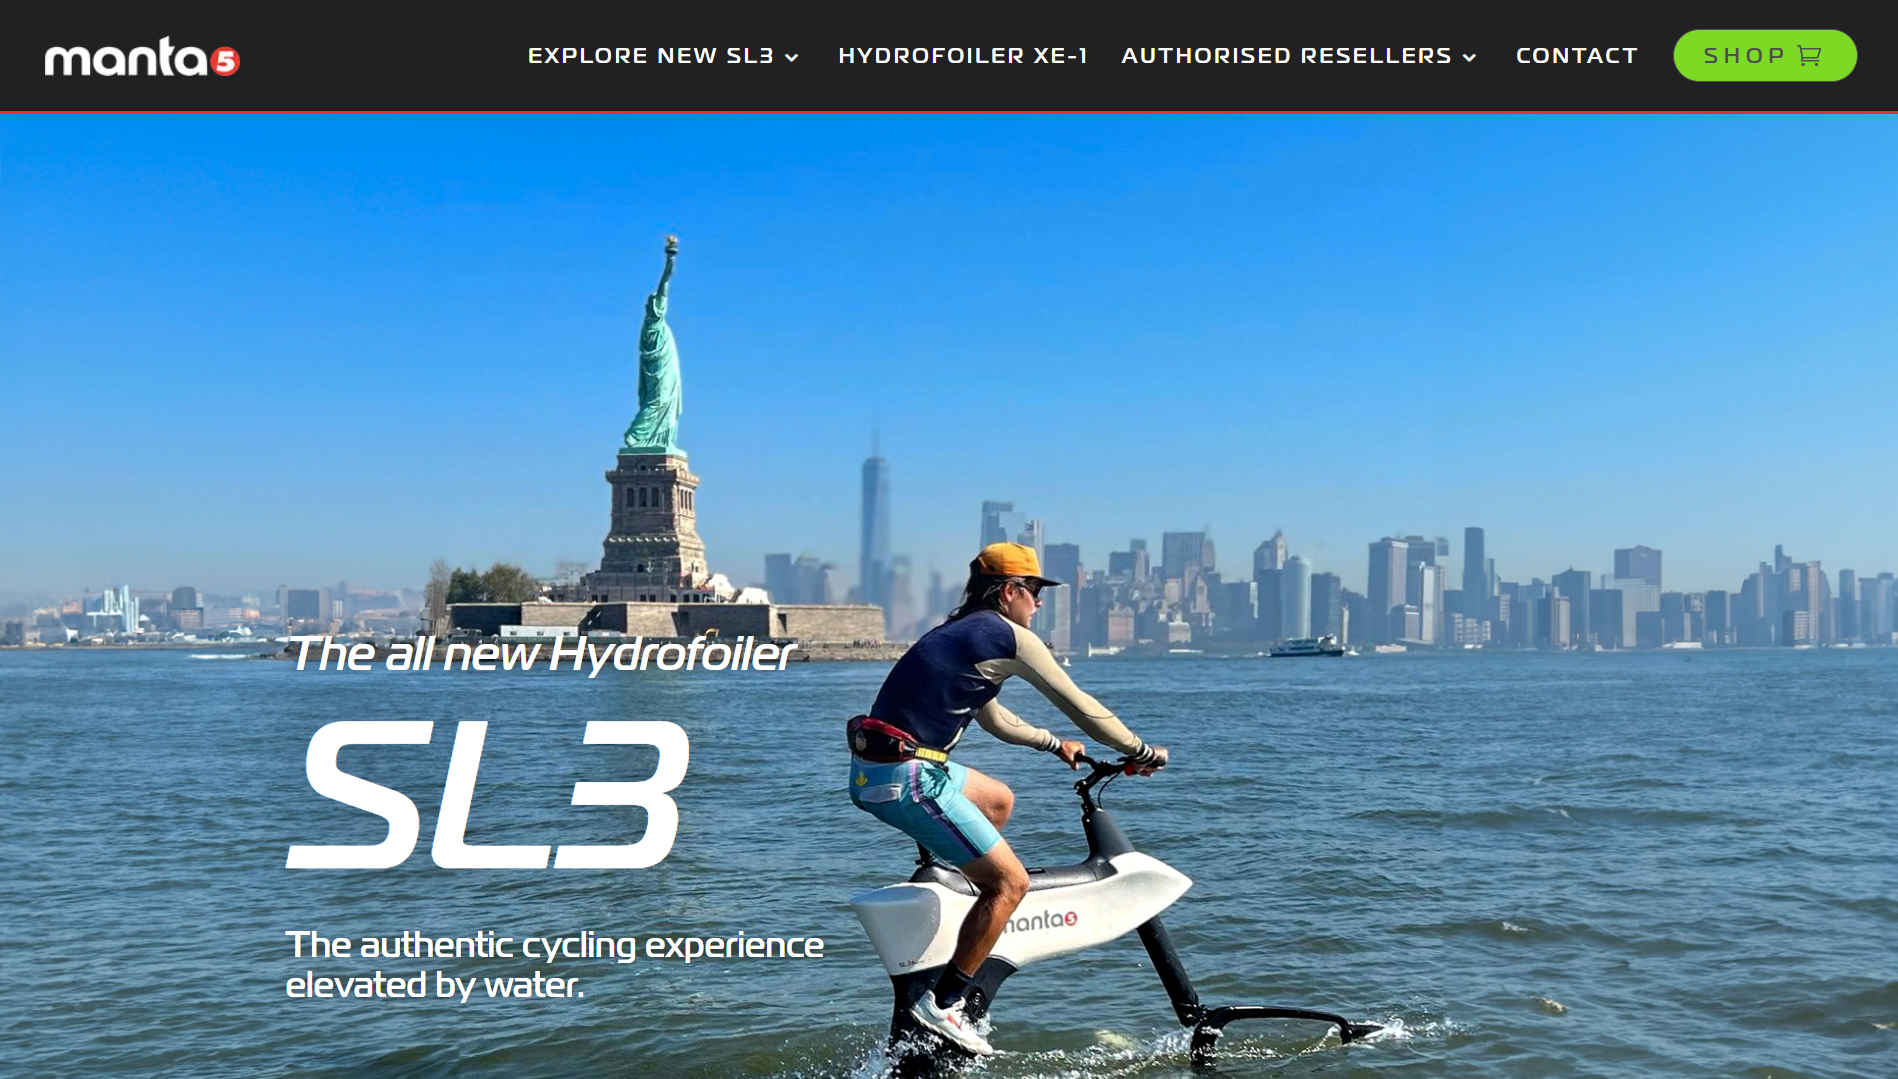 manta5
EXPLORE NEW SL3
HYDROFOILER XE-1
AUTHORISED RESELLERS
CONTACT
SHOP
The all new Hydrofoiler
SL3
The authentic cycling experience
elevated by water.
manta5